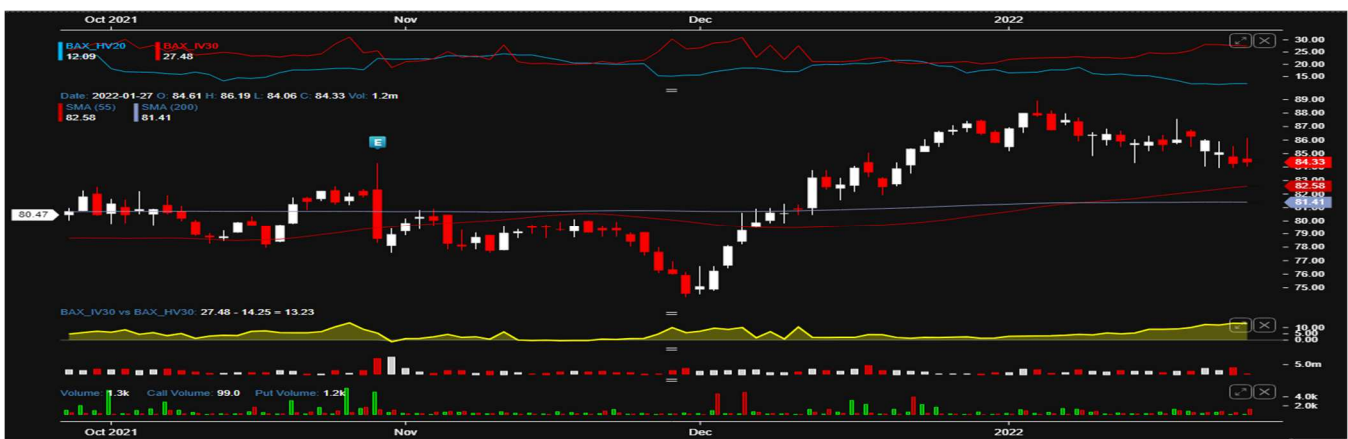 Oct 2021 Nov Dec 2022
BAX_HV20 BAX_IV30
12.09 27.48
30.00
25.00
20.00
15.00
Date: 2022-01-27 O: 84.61 H: 86.19 L: 84.06 C: 84.33 Vol: 1.2m
SMA (55) SMA (200)
82.58 81.41
E
89.00
88.00
87.00
86.00
85.00
84.33
83.00
82.58
82.00
81.41
80.47
80.00
79.00
78.00
77.00
76.00
75.00
BAX_IV30 vs BAX_HV30: 27.48 - 14.25 = 13.23
10.00
5.00
0.00
5.0m
Volume: 1.3k Call Volume: 99.0 Put Volume: 1.2k
4.0k
2.0k
Oct 2021 Nov Dec 2022